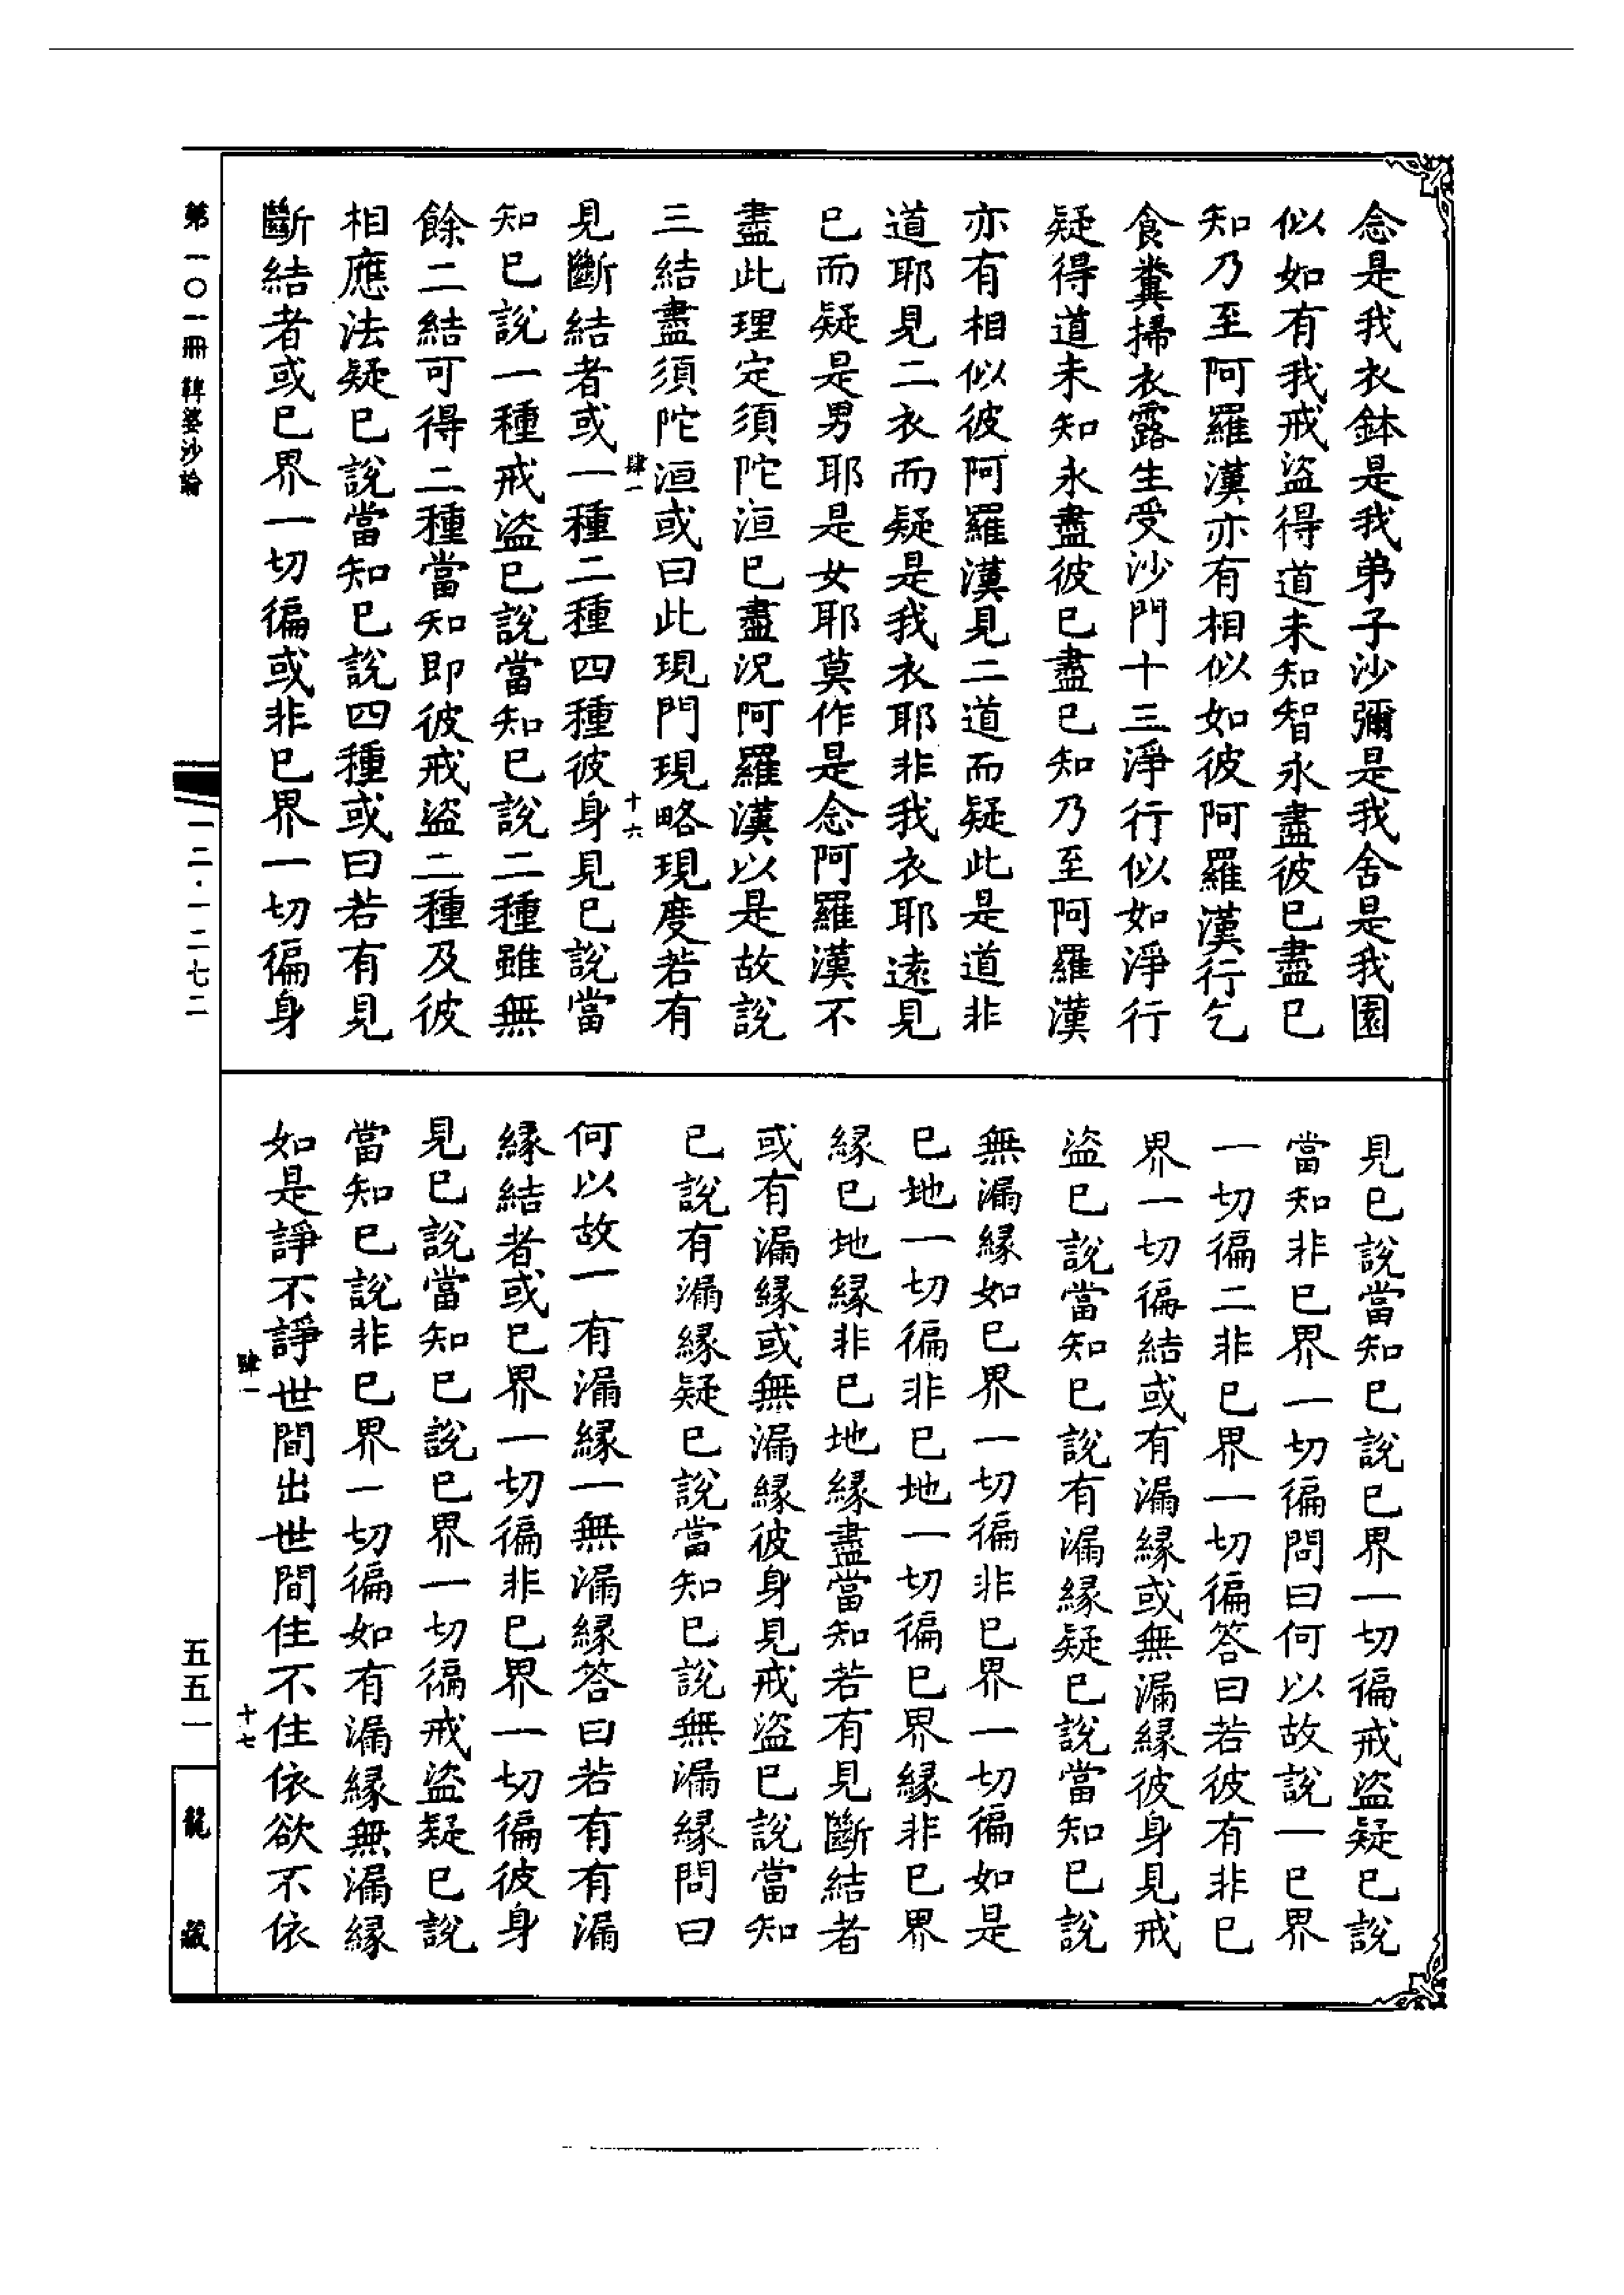 念是我衣鉢是我弟子沙彌是我舍是我園
似如有我戒盜得道未知智永盡彼已盡已
知乃至阿羅漢亦有相似如彼阿羅漢行乞
食糞掃衣露生受沙門十三淨行似如淨行
疑得道未知永盡彼已盡已知乃至阿羅漢
亦有相似彼阿羅漢見二道而疑此是道非
道耶見二衣而疑是我衣耶非我衣耶遠見
已而疑是男耶是女耶莫作是念阿羅漢不
盡此理定須陀洹已盡況阿羅漢以是故說
三結盡須陀洹或曰此現門現略現度若有
肆一 十六
見斷結者或一種二種四種彼身見已說當
知已說一種戒盜已說當知已說二種雖無
餘二結可得二種當知即彼戒盜二種及彼
相應法疑已說當知已說四種或曰若有見
斷結者或已界一切徧或非已界一切徧身
見已說當知已說已界一切徧戒盜疑已說
當知非已界一切徧問曰何以故說一已界
一切徧二非已界一切徧答曰若彼有非已
界一切徧結或有漏緣或無漏緣彼身見戒
盜已說當知已說有漏緣疑已說當知已說
無漏緣如已界一切徧非已界一切徧如是
已地一切徧非已地一切徧已界緣非已界
緣已地緣非已地緣盡當知若有見斷結者
或有漏緣或無漏緣彼身見戒盜已說當知
已說有漏緣疑已說當知已說無漏緣問曰
何以故一有漏緣一無漏緣答曰若有有漏
緣結者或已界一切徧非已界一切徧彼身
見已說當知已說已界一切徧戒盜疑已說
當知已說非已界一切徧如有漏緣無漏緣
如是諍不諍世間出世間住不住依欲不依
肆一 十七
第一〇一冊 鞞婆沙論
一二·一二七二
五五一
龍藏